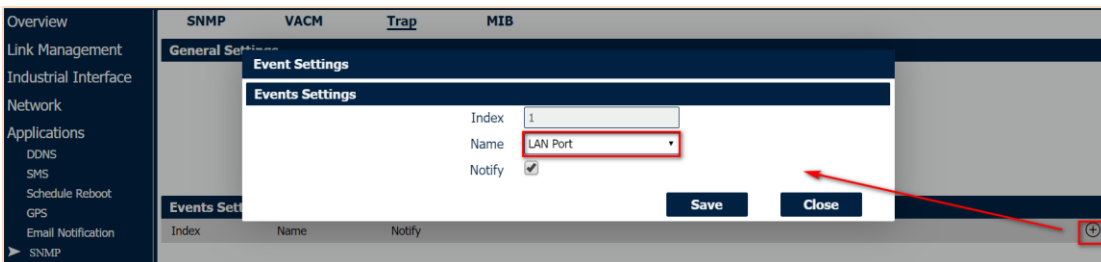 Overview
Link Management
Industrial Interface
Network
Applications
DDNS
SMS
Schedule Reboot
GPS
Email Notification
➤ SNMP
SNMP VACM Trap MIB
General
Event Settings
Events Settings
Index 1
Name LAN Port
Notify
Save Close
Events Sett
Index Name Notify